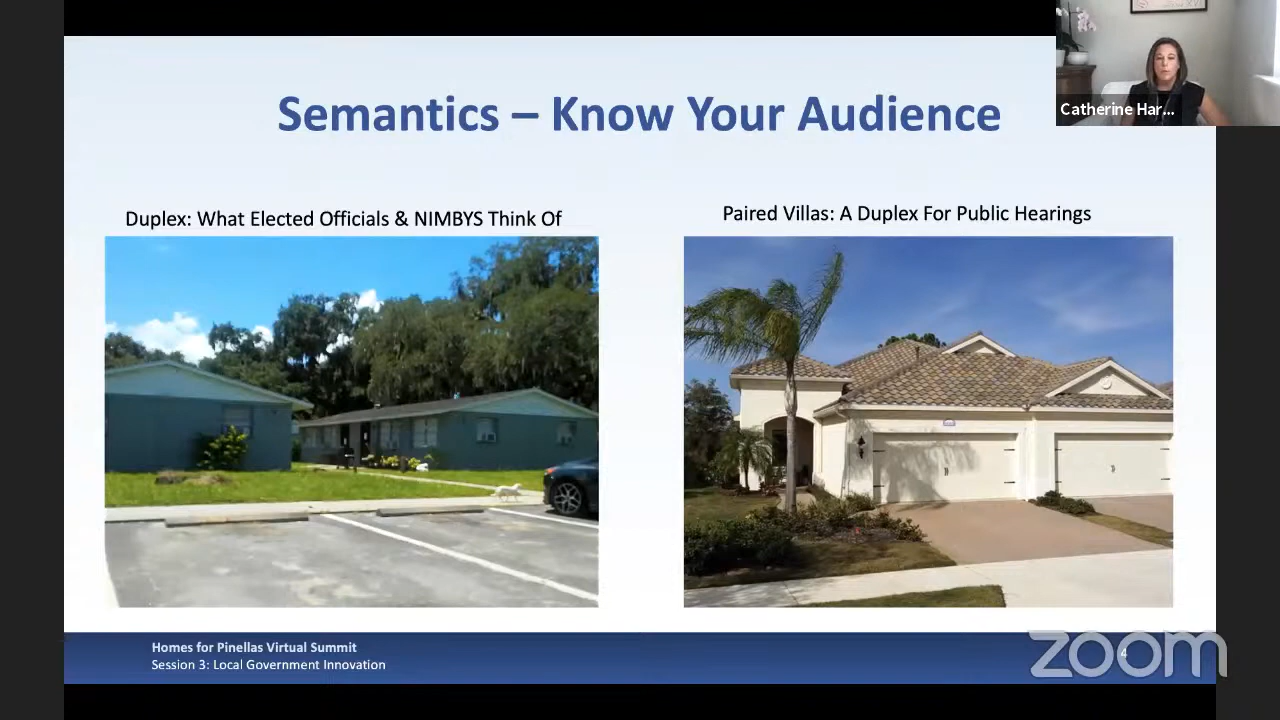 Semantics – Know Your Audience
Catherine Har...
Duplex: What Elected Officials & NIMBYS Think Of
Paired Villas: A Duplex For Public Hearings
Homes for Pinellas Virtual Summit
Session 3: Local Government Innovation
4
zoom